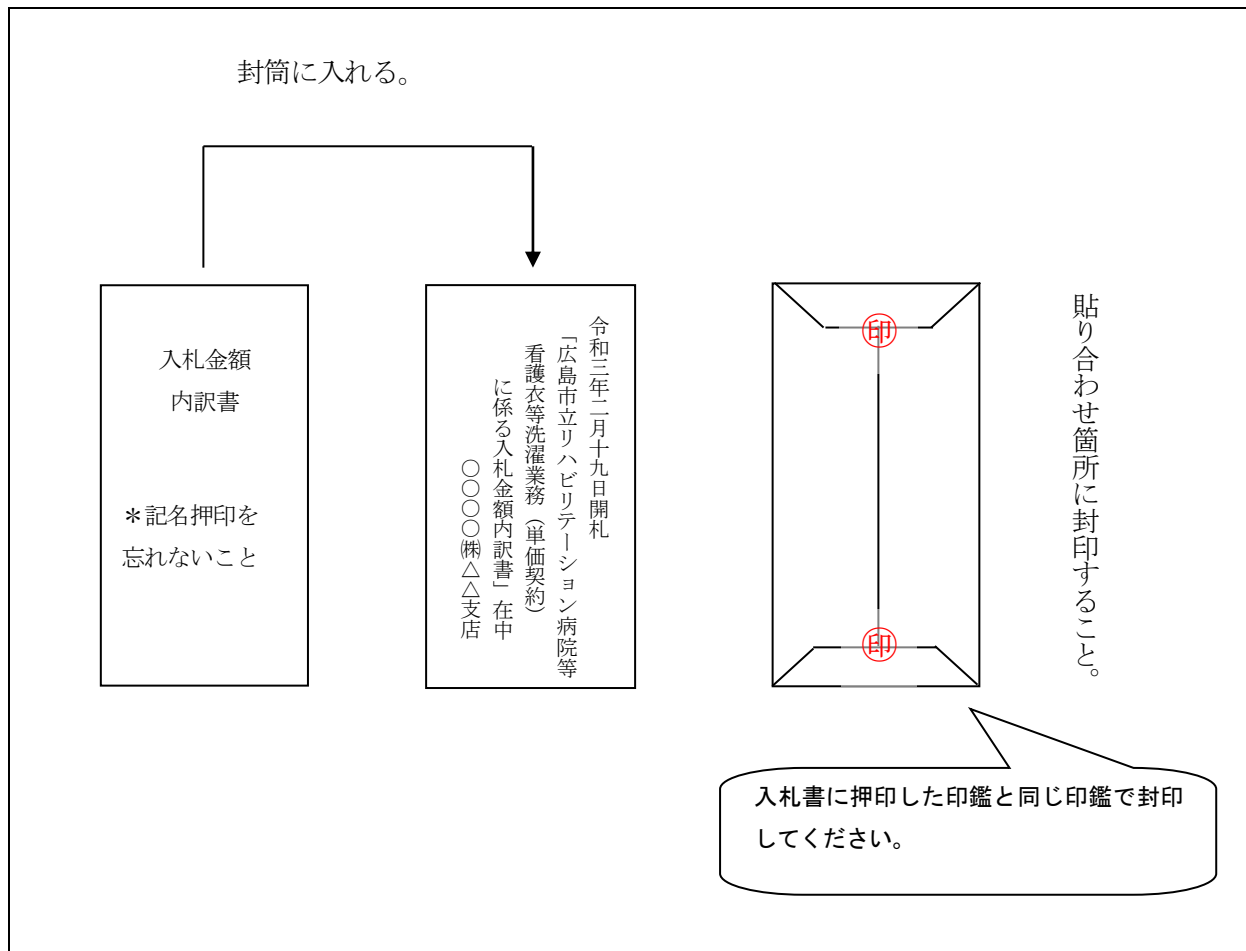 封筒に入れる。
入札金額
内訳書
＊記名押印を
忘れないこと
令和三年二月十九日開札
「広島市立リハビリテーション病院等
看護衣等洗濯業務（単価契約）
に係る入札金額内訳書」在中
○○○○㈱△△支店
印
印
貼り合わせ箇所に封印すること。
入札書に押印した印鑑と同じ印鑑で封印
してください。